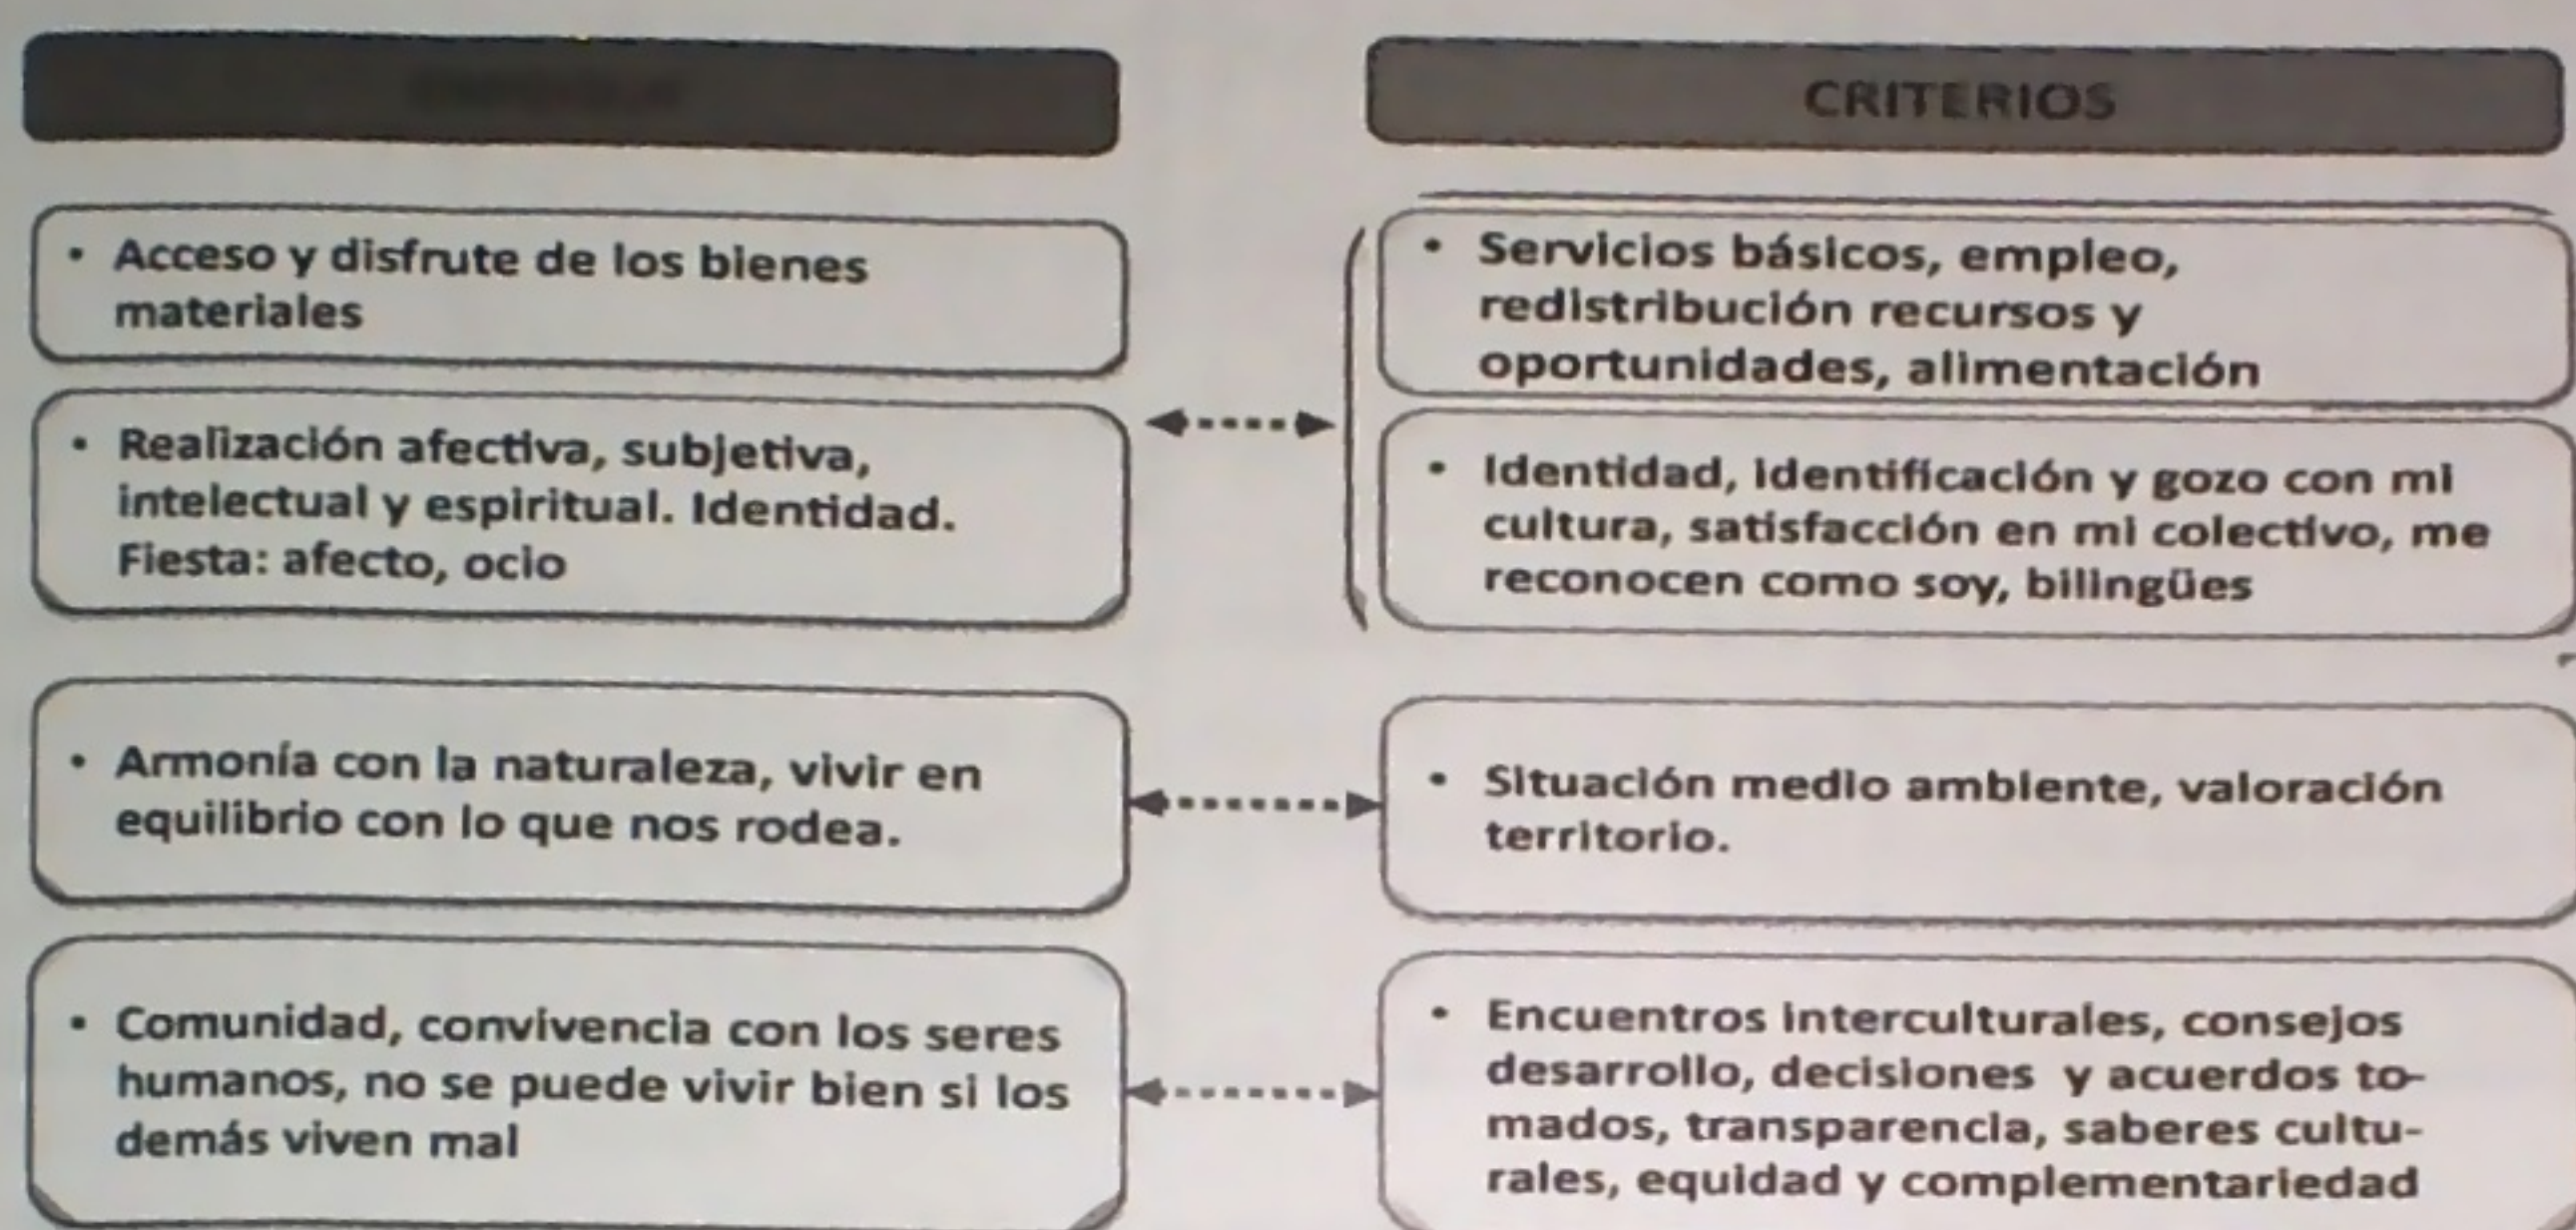 CRITERIOS
• Acceso y disfrute de los bienes
materiales
• Realización afectiva, subjetiva,
intelectual y espiritual. Identidad.
Fiesta: afecto, ocio
• Armonía con la naturaleza, vivir en
equilibrio con lo que nos rodea.
• Comunidad, convivencia con los seres
humanos, no se puede vivir bien si los
demás viven mal
• Servicios básicos, empleo,
redistribución recursos y
oportunidades, alimentación
• Identidad, identificación y gozo con mi
cultura, satisfacción en mi colectivo, me
reconocen como soy, bilingües
• Situación medio ambiente, valoración
territorio.
• Encuentros interculturales, consejos
desarrollo, decisiones y acuerdos to-
mados, transparencia, saberes cultu-
rales, equidad y complementariedad